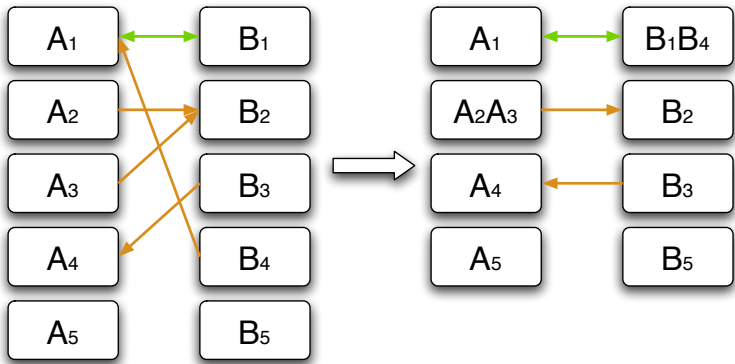 A₁ B₁ A₁ B₁B₄
A₂ B₂ A₂A₃ B₂
A₃ B₃ A₄ B₃
A₄ B₄ A₅ B₅
A₅ B₅